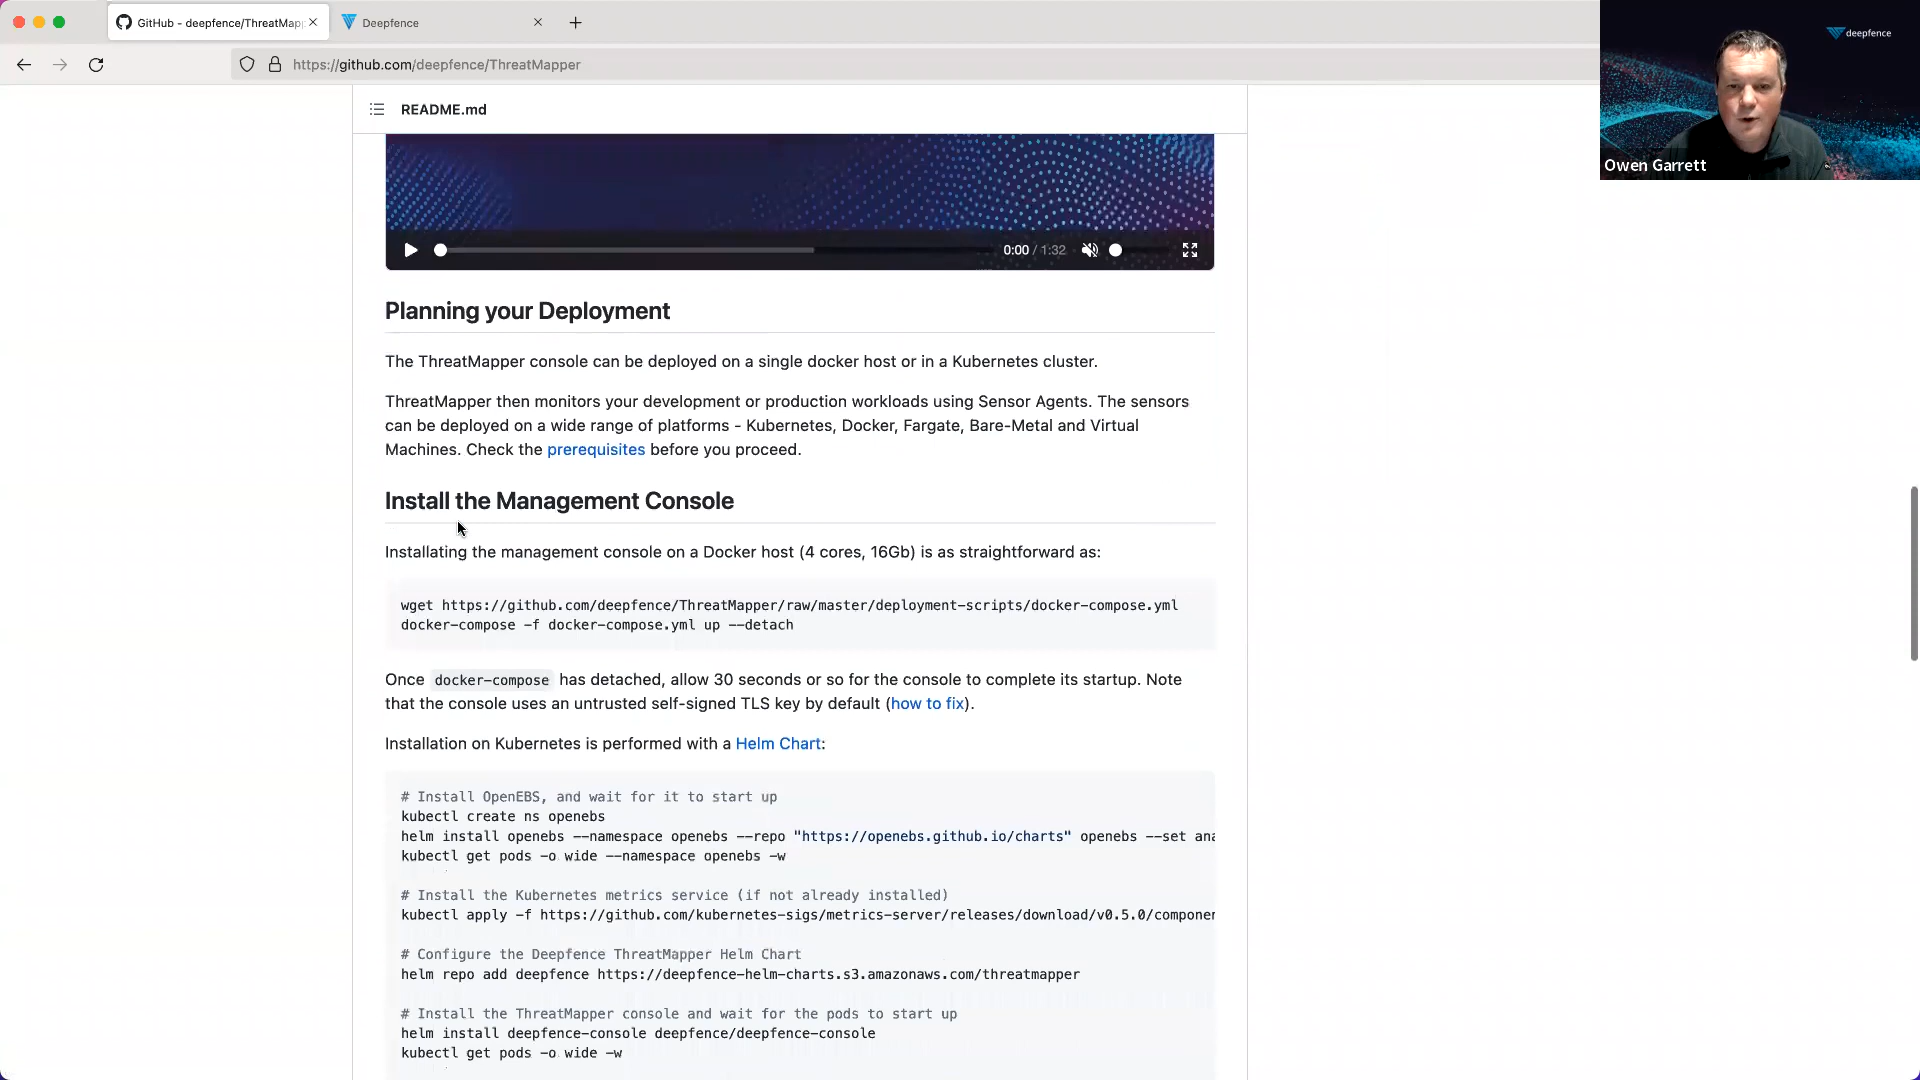 GitHub - deepfence/ThreatMapp
Deepfence
https://github.com/deepfence/ThreatMapper
deepfence
Owen Garrett
README.md
0:00 / 1:32
Planning your Deployment
The ThreatMapper console can be deployed on a single docker host or in a Kubernetes cluster.
ThreatMapper then monitors your development or production workloads using Sensor Agents. The sensors
can be deployed on a wide range of platforms - Kubernetes, Docker, Fargate, Bare-Metal and Virtual
Machines. Check the prerequisites before you proceed.
Install the Management Console
Installating the management console on a Docker host (4 cores, 16Gb) is as straightforward as:
wget https://github.com/deepfence/ThreatMapper/raw/master/deployment-scripts/docker-compose.yml
docker-compose -f docker-compose.yml up --detach
Once docker-compose has detached, allow 30 seconds or so for the console to complete its startup. Note
that the console uses an untrusted self-signed TLS key by default (how to fix).
Installation on Kubernetes is performed with a Helm Chart:
# Install OpenEBS, and wait for it to start up
kubectl create ns openebs
helm install openebs --namespace openebs --repo "https://openebs.github.io/charts" openebs --set ana
kubectl get pods -o wide --namespace openebs -w
# Install the Kubernetes metrics service (if not already installed)
kubectl apply -f https://github.com/kubernetes-sigs/metrics-server/releases/download/v0.5.0/componen
# Configure the Deepfence ThreatMapper Helm Chart
helm repo add deepfence https://deepfence-helm-charts.s3.amazonaws.com/threatmapper
# Install the ThreatMapper console and wait for the pods to start up
helm install deepfence-console deepfence/deepfence-console
kubectl get pods -o wide -w